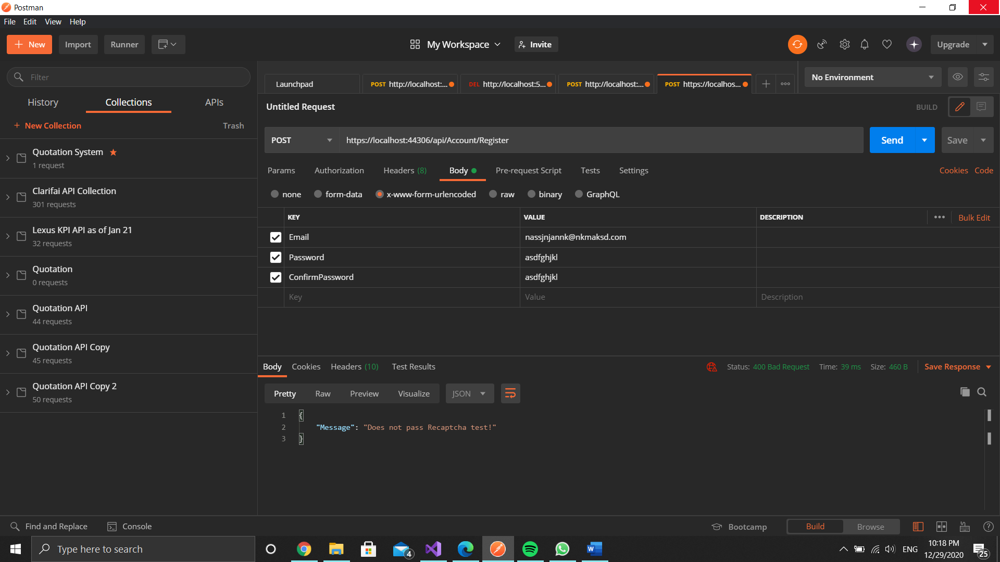 Postman
File Edit View Help
New Import Runner My Workspace Invite Upgrade
Filter
History Collections APIs
+ New Collection Trash
Quotation System
1 request
Clarifai API Collection
301 requests
Lexus KPI API as of Jan 21
32 requests
Quotation
0 requests
Quotation API
44 requests
Quotation API Copy
45 requests
Quotation API Copy 2
50 requests
Launchpad POST http://localhost:... DEL http://localhost:5... POST http://localhost:... POST https://localhos... No Environment
Untitled Request BUILD
POST https://localhost:44306/api/Account/Register Send Save
Params Authorization Headers (8) Body Pre-request Script Tests Settings Cookies Code
none form-data x-www-form-urlencoded raw binary GraphQL
KEY VALUE DESCRIPTION Bulk Edit
Email nassjnjannk@nkmaksd.com
Password asdfghjkl
ConfirmPassword asdfghjkl
Key Value Description
Body Cookies Headers (10) Test Results Status: 400 Bad Request Time: 39 ms Size: 460 B Save Response
Pretty Raw Preview Visualize JSON
1 {
2 "Message": "Does not pass Recaptcha test!"
3 }
Find and Replace Console Bootcamp Build Browse
Type here to search 4 W ENG 10:18 PM
12/29/2020 25